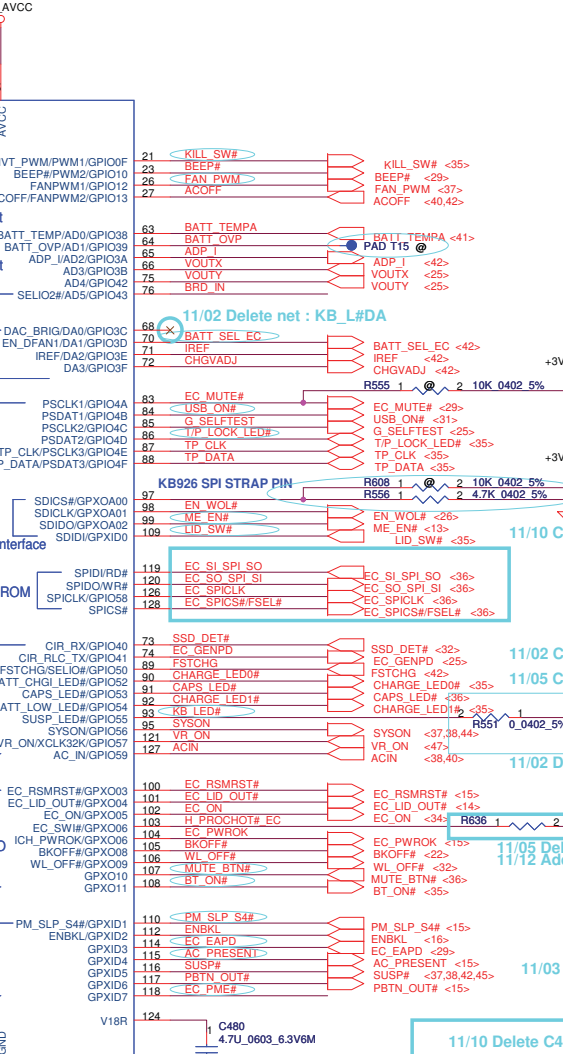 _AVCC
AVCC
VT_PWM/PWM1/GPIO0F 21 KILL_SW# KILL_SW# <35>
BEEP#/PWM2/GPIO10 23 BEEP# BEEP# <29>
FANPWM1/GPIO12 26 FAN_PWM FAN_PWM <37>
COFF/FANPWM2/GPIO13 27 ACOFF ACOFF <40,42>
BATT_TEMP/AD0/GPIO38 63 BATT_TEMPA BATT_TEMPA <41>
BATT_OVP/AD1/GPIO39 64 BATT_OVP PAD T15 @
ADP_I/AD2/GPIO3A 65 ADP_I ADP_I <42>
AD3/GPIO3B 66 VOUTX VOUTX <25>
AD4/GPIO42 75 VOUTY VOUTY <25>
SELIO2#/AD5/GPIO43 76 BRD_IN
11/02 Delete net : KB_L#DA
DAC_BRIG/DA0/GPIO3C 68
EN_DFAN1/DA1/GPIO3D 70 BATT_SEL_EC BATT_SEL_EC <42>
IREF/DA2/GPIO3E 71 IREF IREF <42>
DA3/GPIO3F 72 CHGVADJ CHGVADJ <42>
+3V
R555 1 @ 2 10K_0402_5%
PSCLK1/GPIO4A 83 EC_MUTE# EC_MUTE# <29>
PSDAT1/GPIO4B 84 USB_ON# USB_ON# <31>
PSCLK2/GPIO4C 85 G_SELFTEST G_SELFTEST <25>
PSDAT2/GPIO4D 86 T/P_LOCK_LED# T/P_LOCK_LED# <35>
TP_CLK/PSCLK3/GPIO4E 87 TP_CLK TP_CLK <35>
P_DATA/PSDAT3/GPIO4F 88 TP_DATA TP_DATA <35>
+3V
KB926 SPI STRAP PIN
R608 1 @ 2 10K_0402_5%
R556 1 2 4.7K_0402_5%
SDICS#/GPXOA00 97
SDICLK/GPXOA01 98 EN_WOL# EN_WOL# <26>
SDIDO/GPXOA02 99 ME_EN# ME_EN# <13>
SDIDI/GPXID0 109 LID_SW# LID_SW# <35>
nterface
11/10 C
SPIDI/RD# 119 EC_SI_SPI_SO EC_SI_SPI_SO <36>
SPIDO/WR# 120 EC_SO_SPI_SI EC_SO_SPI_SI <36>
ROM SPICLK/GPIO58 126 EC_SPICLK EC_SPICLK <36>
SPICS# 128 EC_SPICS#/FSEL# EC_SPICS#/FSEL# <36>
CIR_RX/GPIO40 73 SSD_DET# SSD_DET# <32> 11/02 C
CIR_RLC_TX/GPIO41 74 EC_GENPD EC_GENPD <25>
FSTCHG/SELIO#/GPIO50 89 FSTCHG FSTCHG <42> 11/05 C
ATT_CHGI_LED#/GPIO52 90 CHARGE_LED0# CHARGE_LED0# <35>
CAPS_LED#/GPIO53 91 CAPS_LED# CAPS_LED# <36>
ATT_LOW_LED#/GPIO54 92 CHARGE_LED1# CHARGE_LED1# <35>
SUSP_LED#/GPIO55 93 KB_LED# 2 1
R551 0_0402_5%
SYSON/GPIO56 95 SYSON SYSON <37,38,44>
VR_ON/XCLK32K/GPIO57 121 VR_ON VR_ON <47>
AC_IN/GPIO59 127 ACIN ACIN <38,40>
11/02 D
EC_RSMRST#/GPXO03 100 EC_RSMRST# EC_RSMRST# <15>
EC_LID_OUT#/GPXO04 101 EC_LID_OUT# EC_LID_OUT# <14>
EC_ON/GPXO05 102 EC_ON EC_ON <34>
EC_SWI#/GPXO06 103 H_PROCHOT#_EC R636 1 2
ICH_PWROK/GPXO06 104 EC_PWROK EC_PWROK <15>
BKOFF#/GPXO08 105 BKOFF# BKOFF# <22>
WL_OFF#/GPXO09 106 WL_OFF# WL_OFF# <32>
GPXO10 107 MUTE_BTN# MUTE_BTN# <36>
GPXO11 108 BT_ON# BT_ON# <35>
11/05 Del
11/12 Ad
PM_SLP_S4#/GPXID1 110 PM_SLP_S4# PM_SLP_S4# <15>
ENBKL/GPXID2 112 ENBKL ENBKL <16>
GPXID3 114 EC_EAPD EC_EAPD <29>
GPXID4 115 AC_PRESENT AC_PRESENT <15>
GPXID5 116 SUSP# SUSP# <37,38,42,45>
GPXID6 117 PBTN_OUT# PBTN_OUT# <15>
GPXID7 118 EC_PME#
11/03
V18R 124
1 C480
4.7U_0603_6.3V6M
GND
11/10 Delete C4